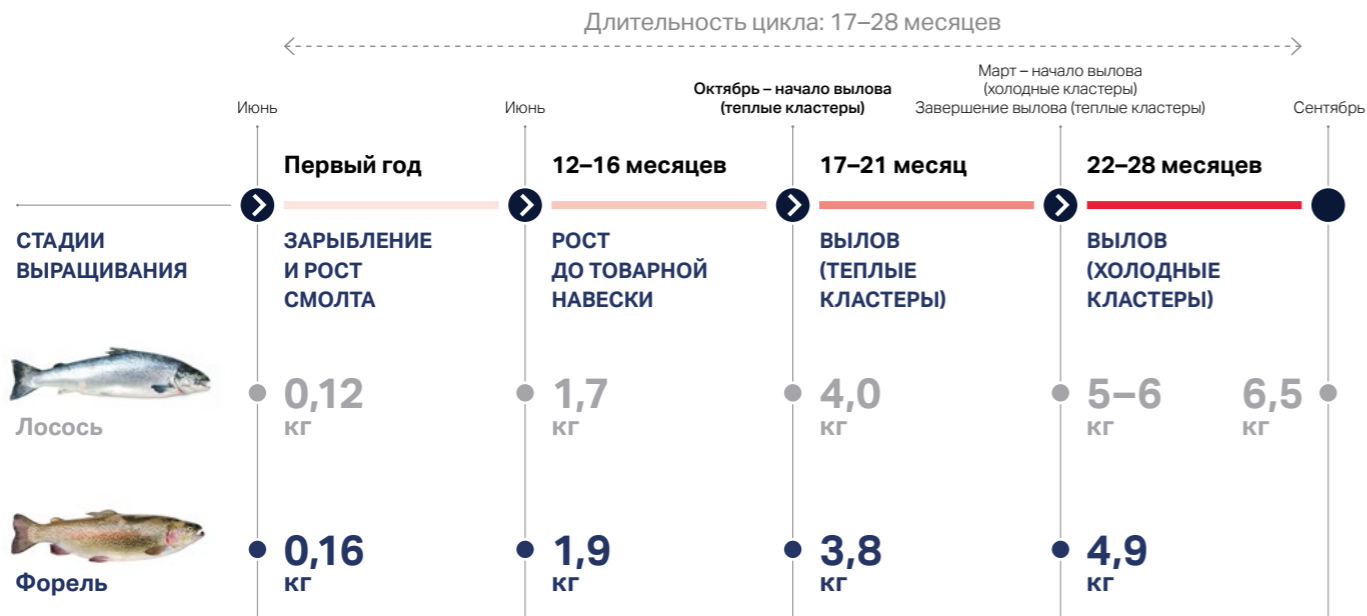 Длительность цикла: 17–28 месяцев
Июнь
Июнь
Октябрь – начало вылова
(теплые кластеры)
Март – начало вылова
(холодные кластеры)
Завершение вылова (теплые кластеры)
Сентябрь
Первый год
12–16 месяцев
17–21 месяц
22–28 месяцев
СТАДИИ
ВЫРАЩИВАНИЯ
ЗАРЫБЛЕНИЕ
И РОСТ
СМОЛТА
РОСТ
ДО ТОВАРНОЙ
НАВЕСКИ
ВЫЛОВ
(ТЕПЛЫЕ
КЛАСТЕРЫ)
ВЫЛОВ
(ХОЛОДНЫЕ
КЛАСТЕРЫ)
Лосось
0,12
кг
1,7
кг
4,0
кг
5–6
кг
6,5
кг
Форель
0,16
кг
1,9
кг
3,8
кг
4,9
кг